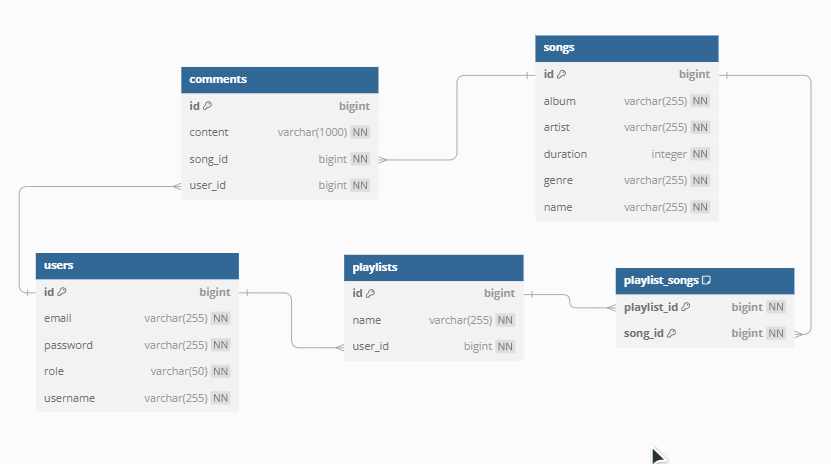 songs
id bigint
album varchar(255) NN
artist varchar(255) NN
duration integer NN
genre varchar(255) NN
name varchar(255) NN
comments
id bigint
content varchar(1000) NN
song_id bigint NN
user_id bigint NN
users
id bigint
email varchar(255) NN
password varchar(255) NN
role varchar(50) NN
username varchar(255) NN
playlists
id bigint
name varchar(255) NN
user_id bigint NN
playlist_songs
playlist_id bigint NN
song_id bigint NN